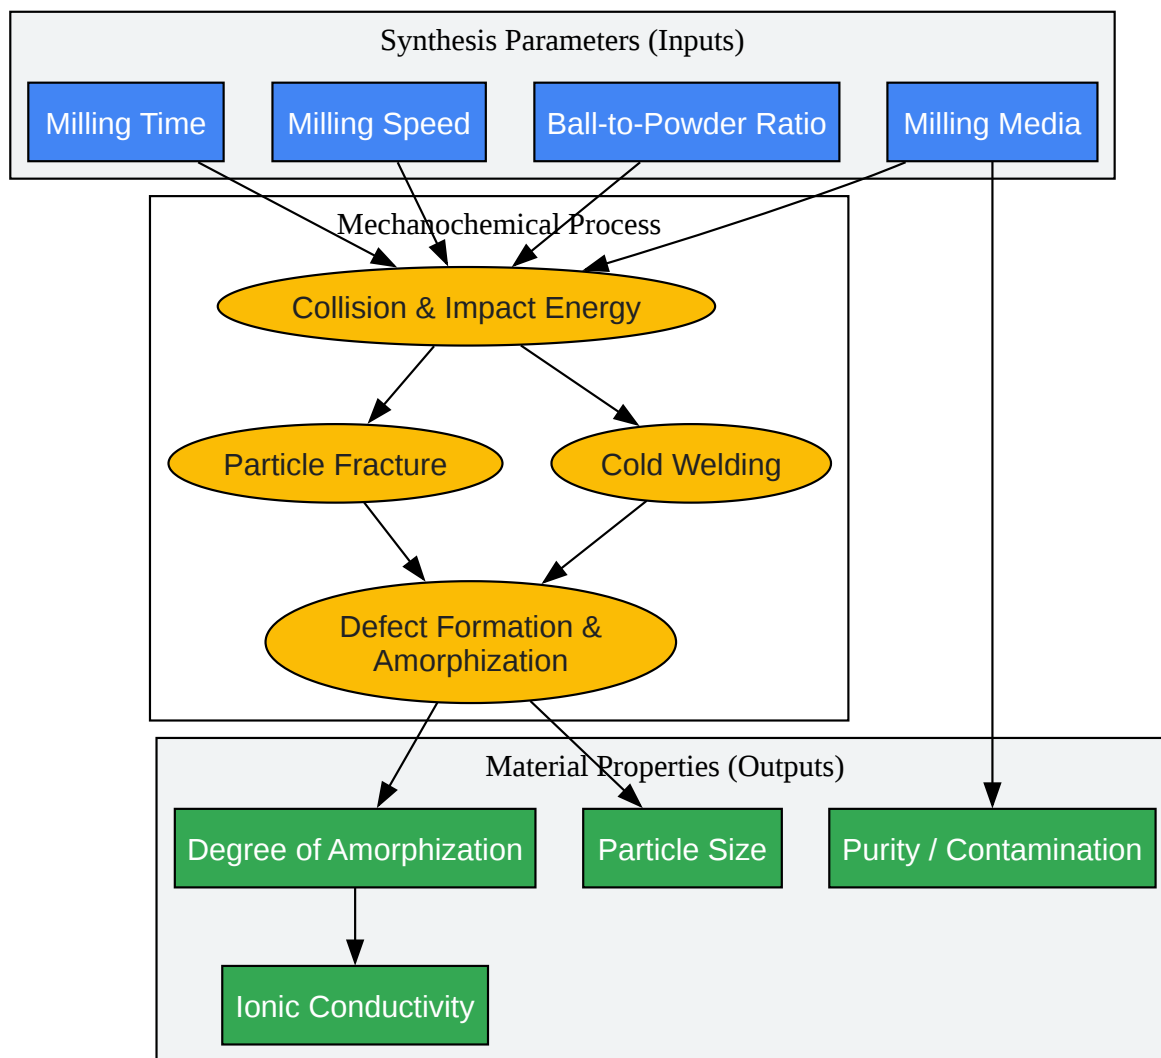 Synthesis Parameters (Inputs)
Milling Time
Milling Speed
Ball-to-Powder Ratio
Milling Media
Mechanochemical Process
Collision & Impact Energy
Particle Fracture
Cold Welding
Defect Formation &
Amorphization
Material Properties (Outputs)
Degree of Amorphization
Particle Size
Purity / Contamination
Ionic Conductivity